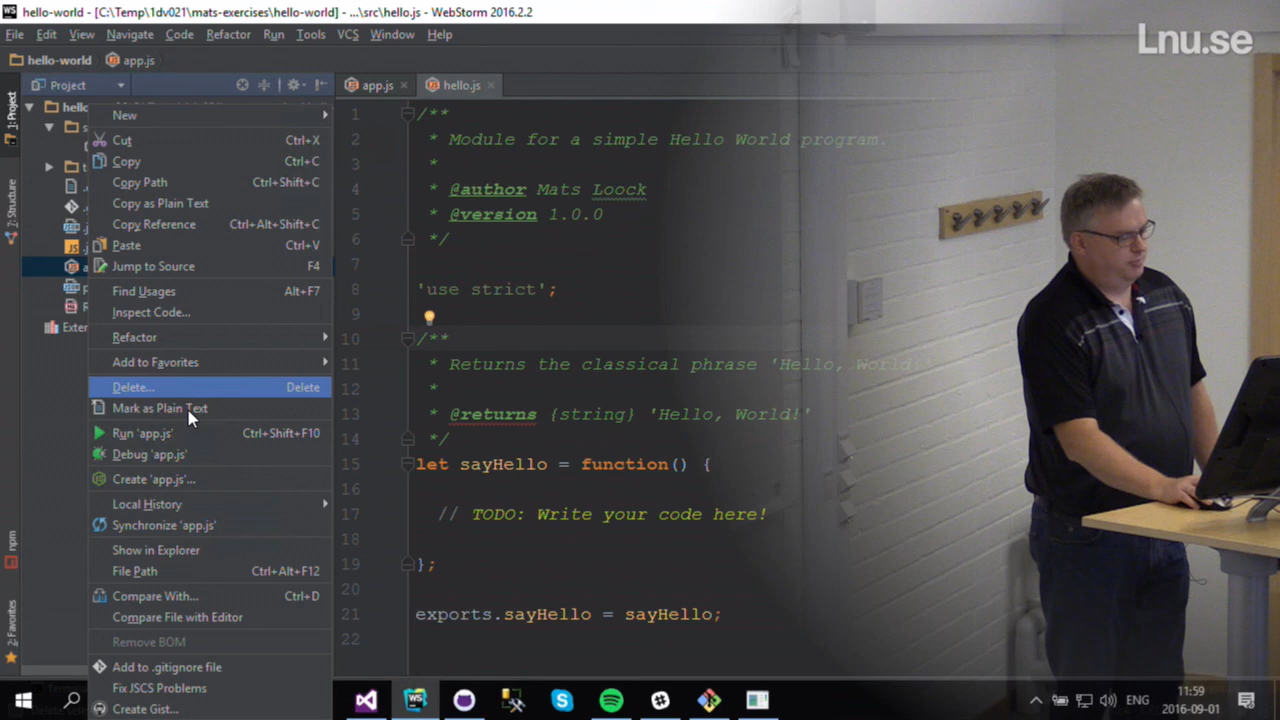 hello-world - [C:\Temp\1dv021\mats-exercises\hello-world] - ...\src\hello.js - WebStorm 2016.2.2
Lnu.se
File Edit View Navigate Code Refactor Run Tools VCS Window Help
hello-world app.js
Project
app.js
hello.js
1: Project
7: Structure
npm
2: Favorites
hello
s
t
Exter
New
Cut Ctrl+X
Copy Ctrl+C
Copy Path Ctrl+Shift+C
Copy as Plain Text
Copy Reference Ctrl+Alt+Shift+C
Paste Ctrl+V
Jump to Source F4
Find Usages Alt+F7
Inspect Code...
Refactor
Add to Favorites
Delete... Delete
Mark as Plain Text
Run 'app.js' Ctrl+Shift+F10
Debug 'app.js'
Create 'app.js'...
Local History
Synchronize 'app.js'
Show in Explorer
File Path Ctrl+Alt+F12
Compare With... Ctrl+D
Compare File with Editor
Remove BOM
Add to .gitignore file
Fix JSCS Problems
Create Gist...
1 /**
2 * Module for a simple Hello World program.
3 *
4 * @author Mats Loock
5 * @version 1.0.0
6 */
7
8 'use strict';
9
10 /**
11 * Returns the classical phrase 'Hello, World!'
12 *
13 * @returns {string} 'Hello, World!'
14 */
15 let sayHello = function() {
16
17 // TODO: Write your code here!
18
19 };
20
21 exports.sayHello = sayHello;
22
ENG
11:59
2016-09-01